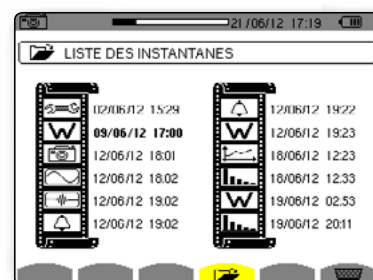 21/06/12 17:19
LISTE DES INSTANTANES
02/06/12 15:29
W 09/06/12 17:00
12/06/12 18:01
12/06/12 18:02
12/06/12 19:02
12/06/12 19:02
12/06/12 19:22
W 12/06/12 19:23
18/06/12 12:23
18/06/12 12:33
W 19/06/12 02:53
19/06/12 20:11